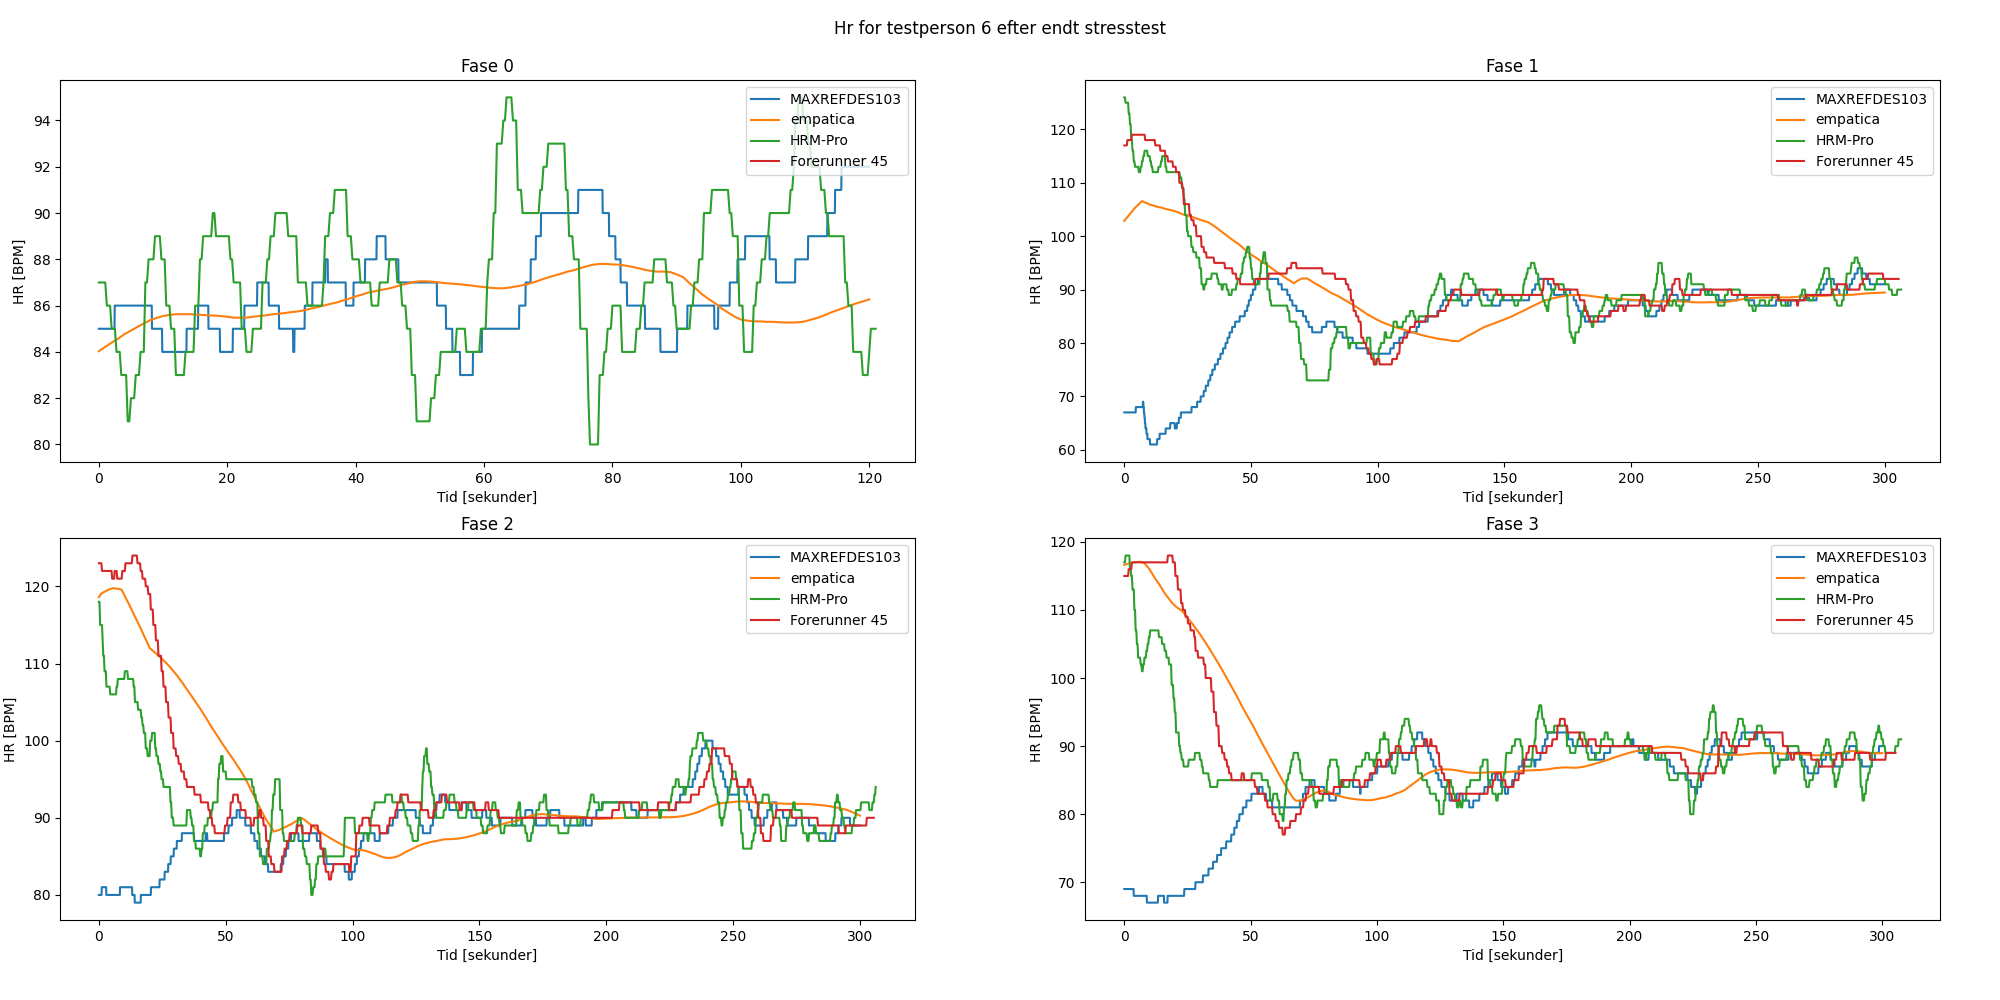 Hr for testperson 6 efter endt stresstest
Fase 0
HR [BPM]
94
92
90
88
86
84
82
80
0 20 40 60 80 100 120
Tid [sekunder]
MAXREFDES103
empatica
HRM-Pro
Forerunner 45
Fase 1
HR [BPM]
120
110
100
90
80
70
60
0 50 100 150 200 250 300
Tid [sekunder]
MAXREFDES103
empatica
HRM-Pro
Forerunner 45
Fase 2
HR [BPM]
120
110
100
90
80
0 50 100 150 200 250 300
Tid [sekunder]
MAXREFDES103
empatica
HRM-Pro
Forerunner 45
Fase 3
HR [BPM]
120
110
100
90
80
70
0 50 100 150 200 250 300
Tid [sekunder]
MAXREFDES103
empatica
HRM-Pro
Forerunner 45